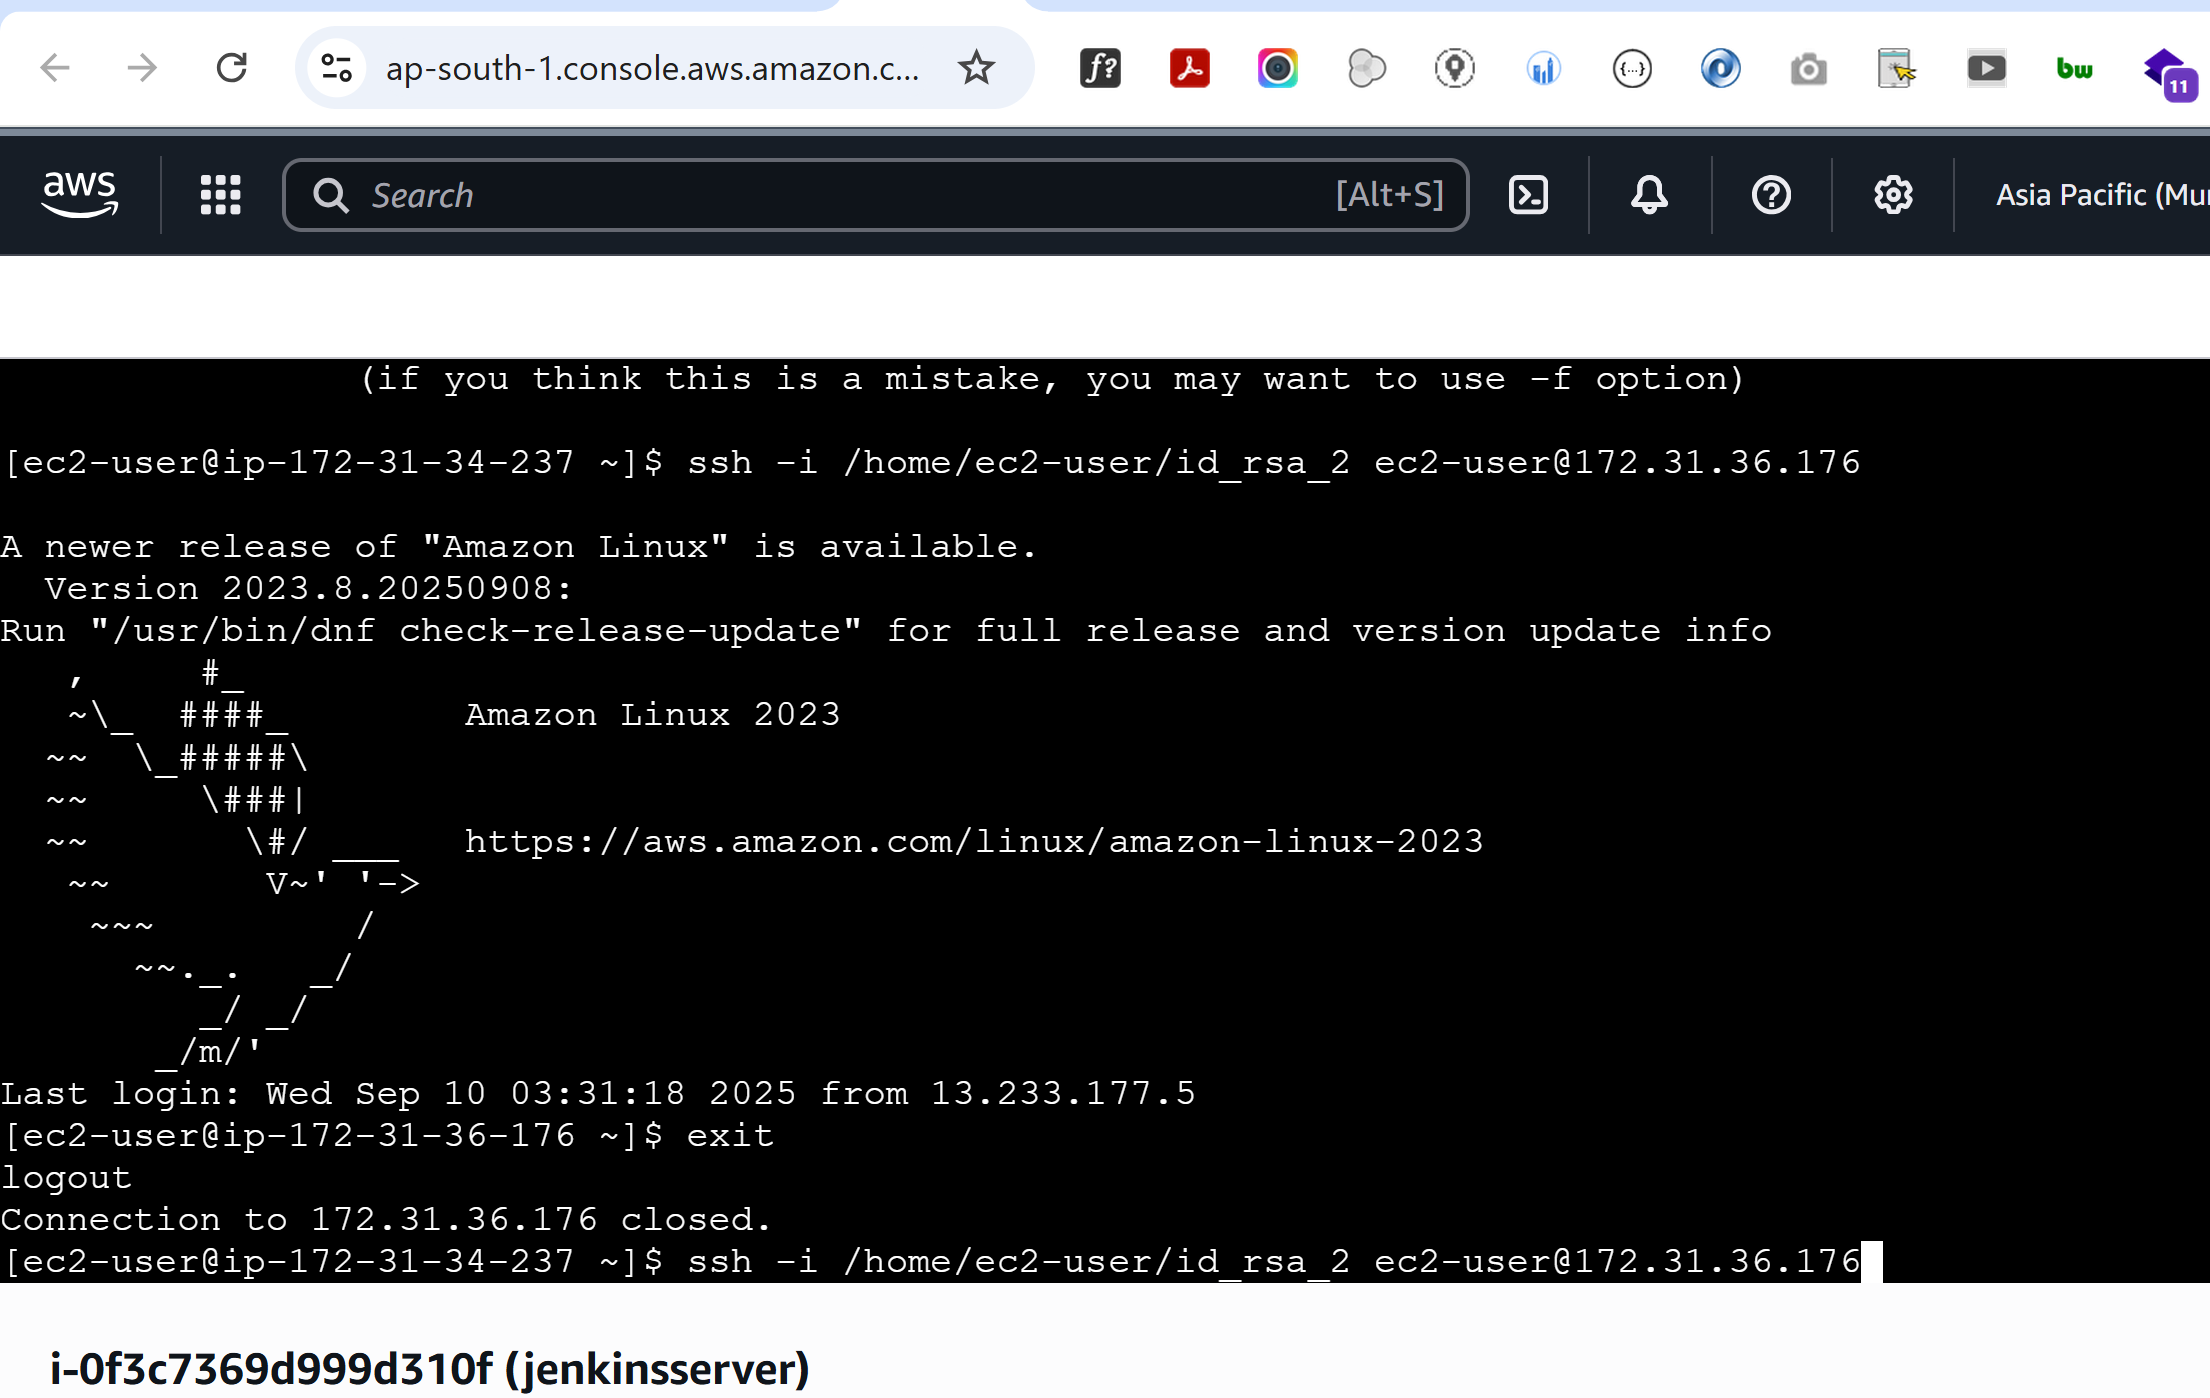 ap-south-1.console.aws.amazon.c...
f?
{...}
bw
11
aws
Search
[Alt+S]
Asia Pacific (Mu
(if you think this is a mistake, you may want to use -f option)
[ec2-user@ip-172-31-34-237 ~]$ ssh -i /home/ec2-user/id_rsa_2 ec2-user@172.31.36.176
A newer release of "Amazon Linux" is available.
  Version 2023.8.20250908:
Run "/usr/bin/dnf check-release-update" for full release and version update info
   ,     #_
   ~\_  ####_        Amazon Linux 2023
  ~~  \_#####\
  ~~     \###|
  ~~       \#/ ___   https://aws.amazon.com/linux/amazon-linux-2023
   ~~       V~' '->
    ~~~         /
      ~~._.   _/
         _/ _/
       _/m/'
Last login: Wed Sep 10 03:31:18 2025 from 13.233.177.5
[ec2-user@ip-172-31-36-176 ~]$ exit
logout
Connection to 172.31.36.176 closed.
[ec2-user@ip-172-31-34-237 ~]$ ssh -i /home/ec2-user/id_rsa_2 ec2-user@172.31.36.176
i-0f3c7369d999d310f (jenkinsserver)